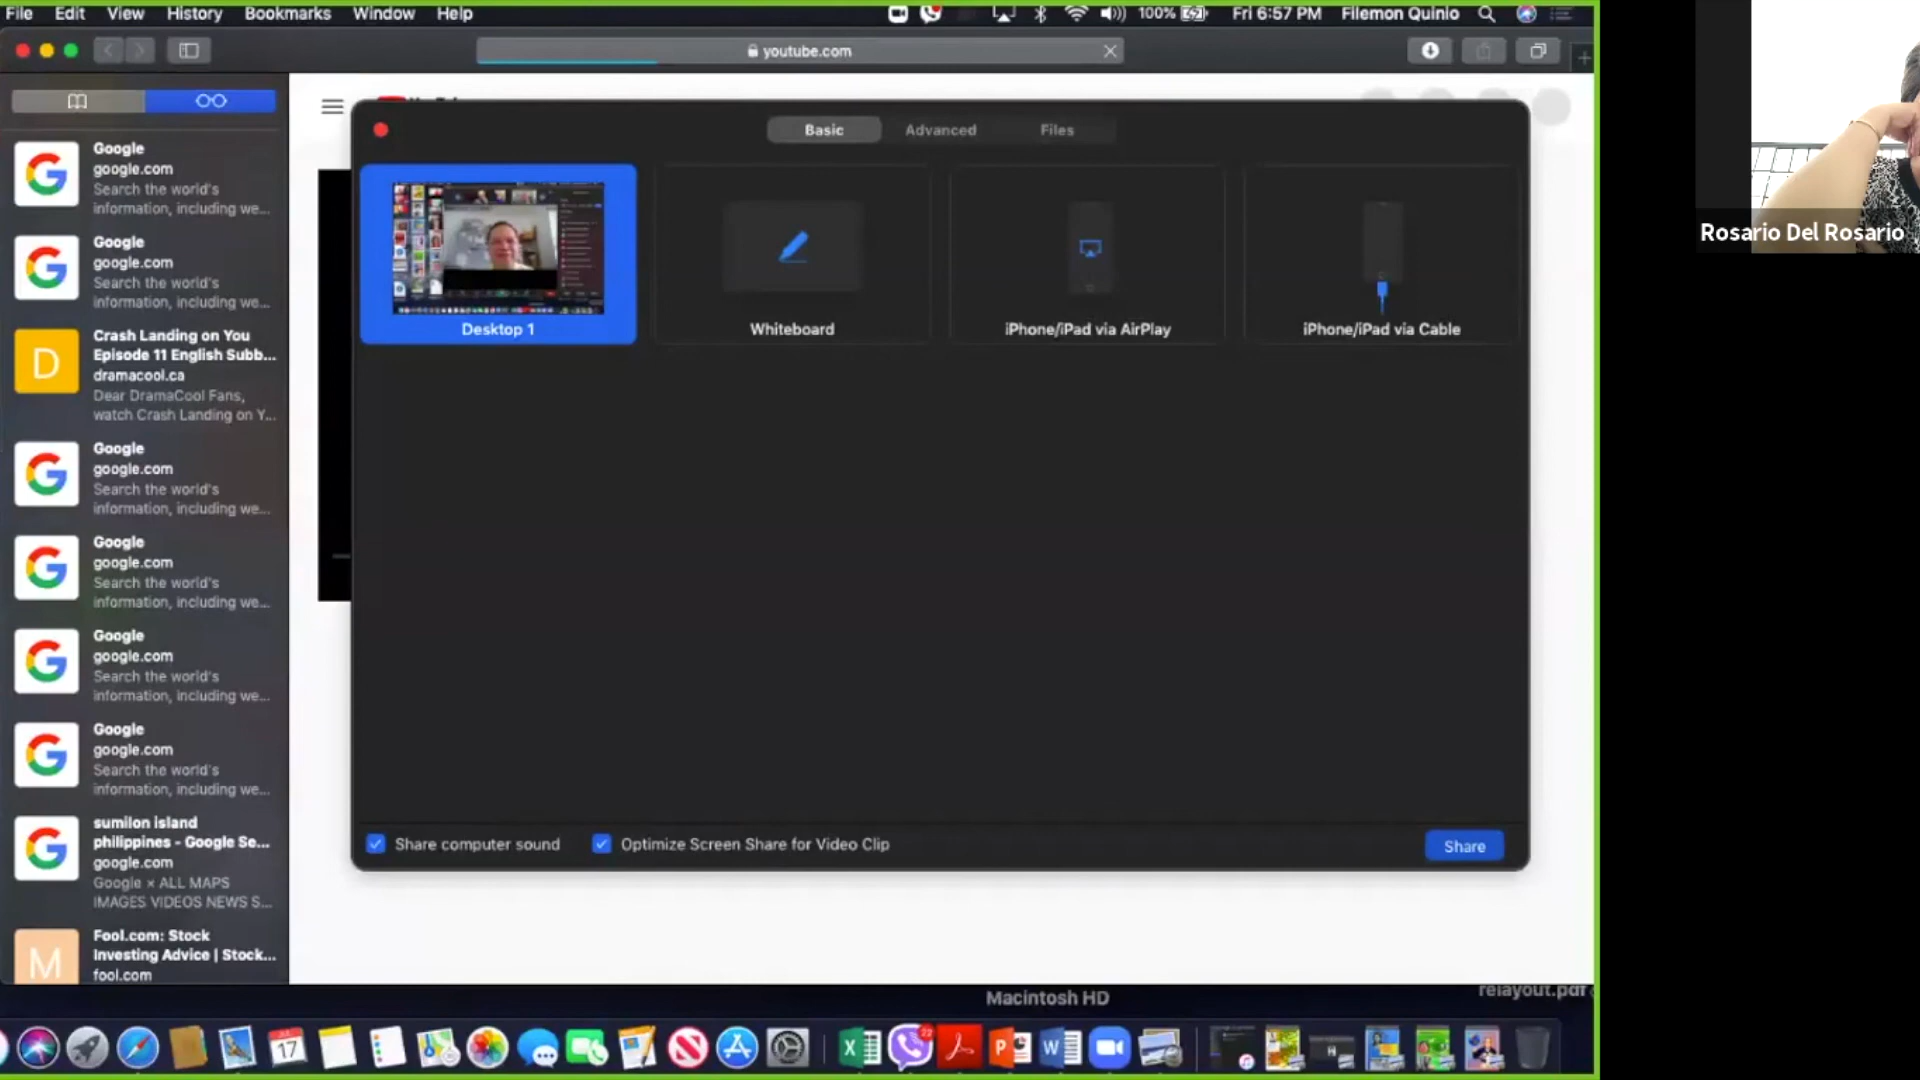 File Edit View History Bookmarks Window Help
100% Fri 6:57 PM Filemon Quinio
youtube.com
Google
google.com
Search the world's
information, including we...
Google
google.com
Search the world's
information, including we...
Crash Landing on You
Episode 11 English Subb...
dramacool.ca
Dear DramaCool Fans,
watch Crash Landing on Y...
Google
google.com
Search the world's
information, including we...
Google
google.com
Search the world's
information, including we...
Google
google.com
Search the world's
information, including we...
Google
google.com
Search the world's
information, including we...
sumilon island
philippines - Google Se...
google.com
Google × ALL MAPS
IMAGES VIDEOS NEWS S...
Fool.com: Stock
Investing Advice | Stock...
fool.com
D
M
Basic Advanced Files
Desktop 1
Whiteboard
iPhone/iPad via AirPlay
iPhone/iPad via Cable
Share computer sound
Optimize Screen Share for Video Clip
Share
Macintosh HD
relayout.pdf
JUL
17
22
Rosario Del Rosario